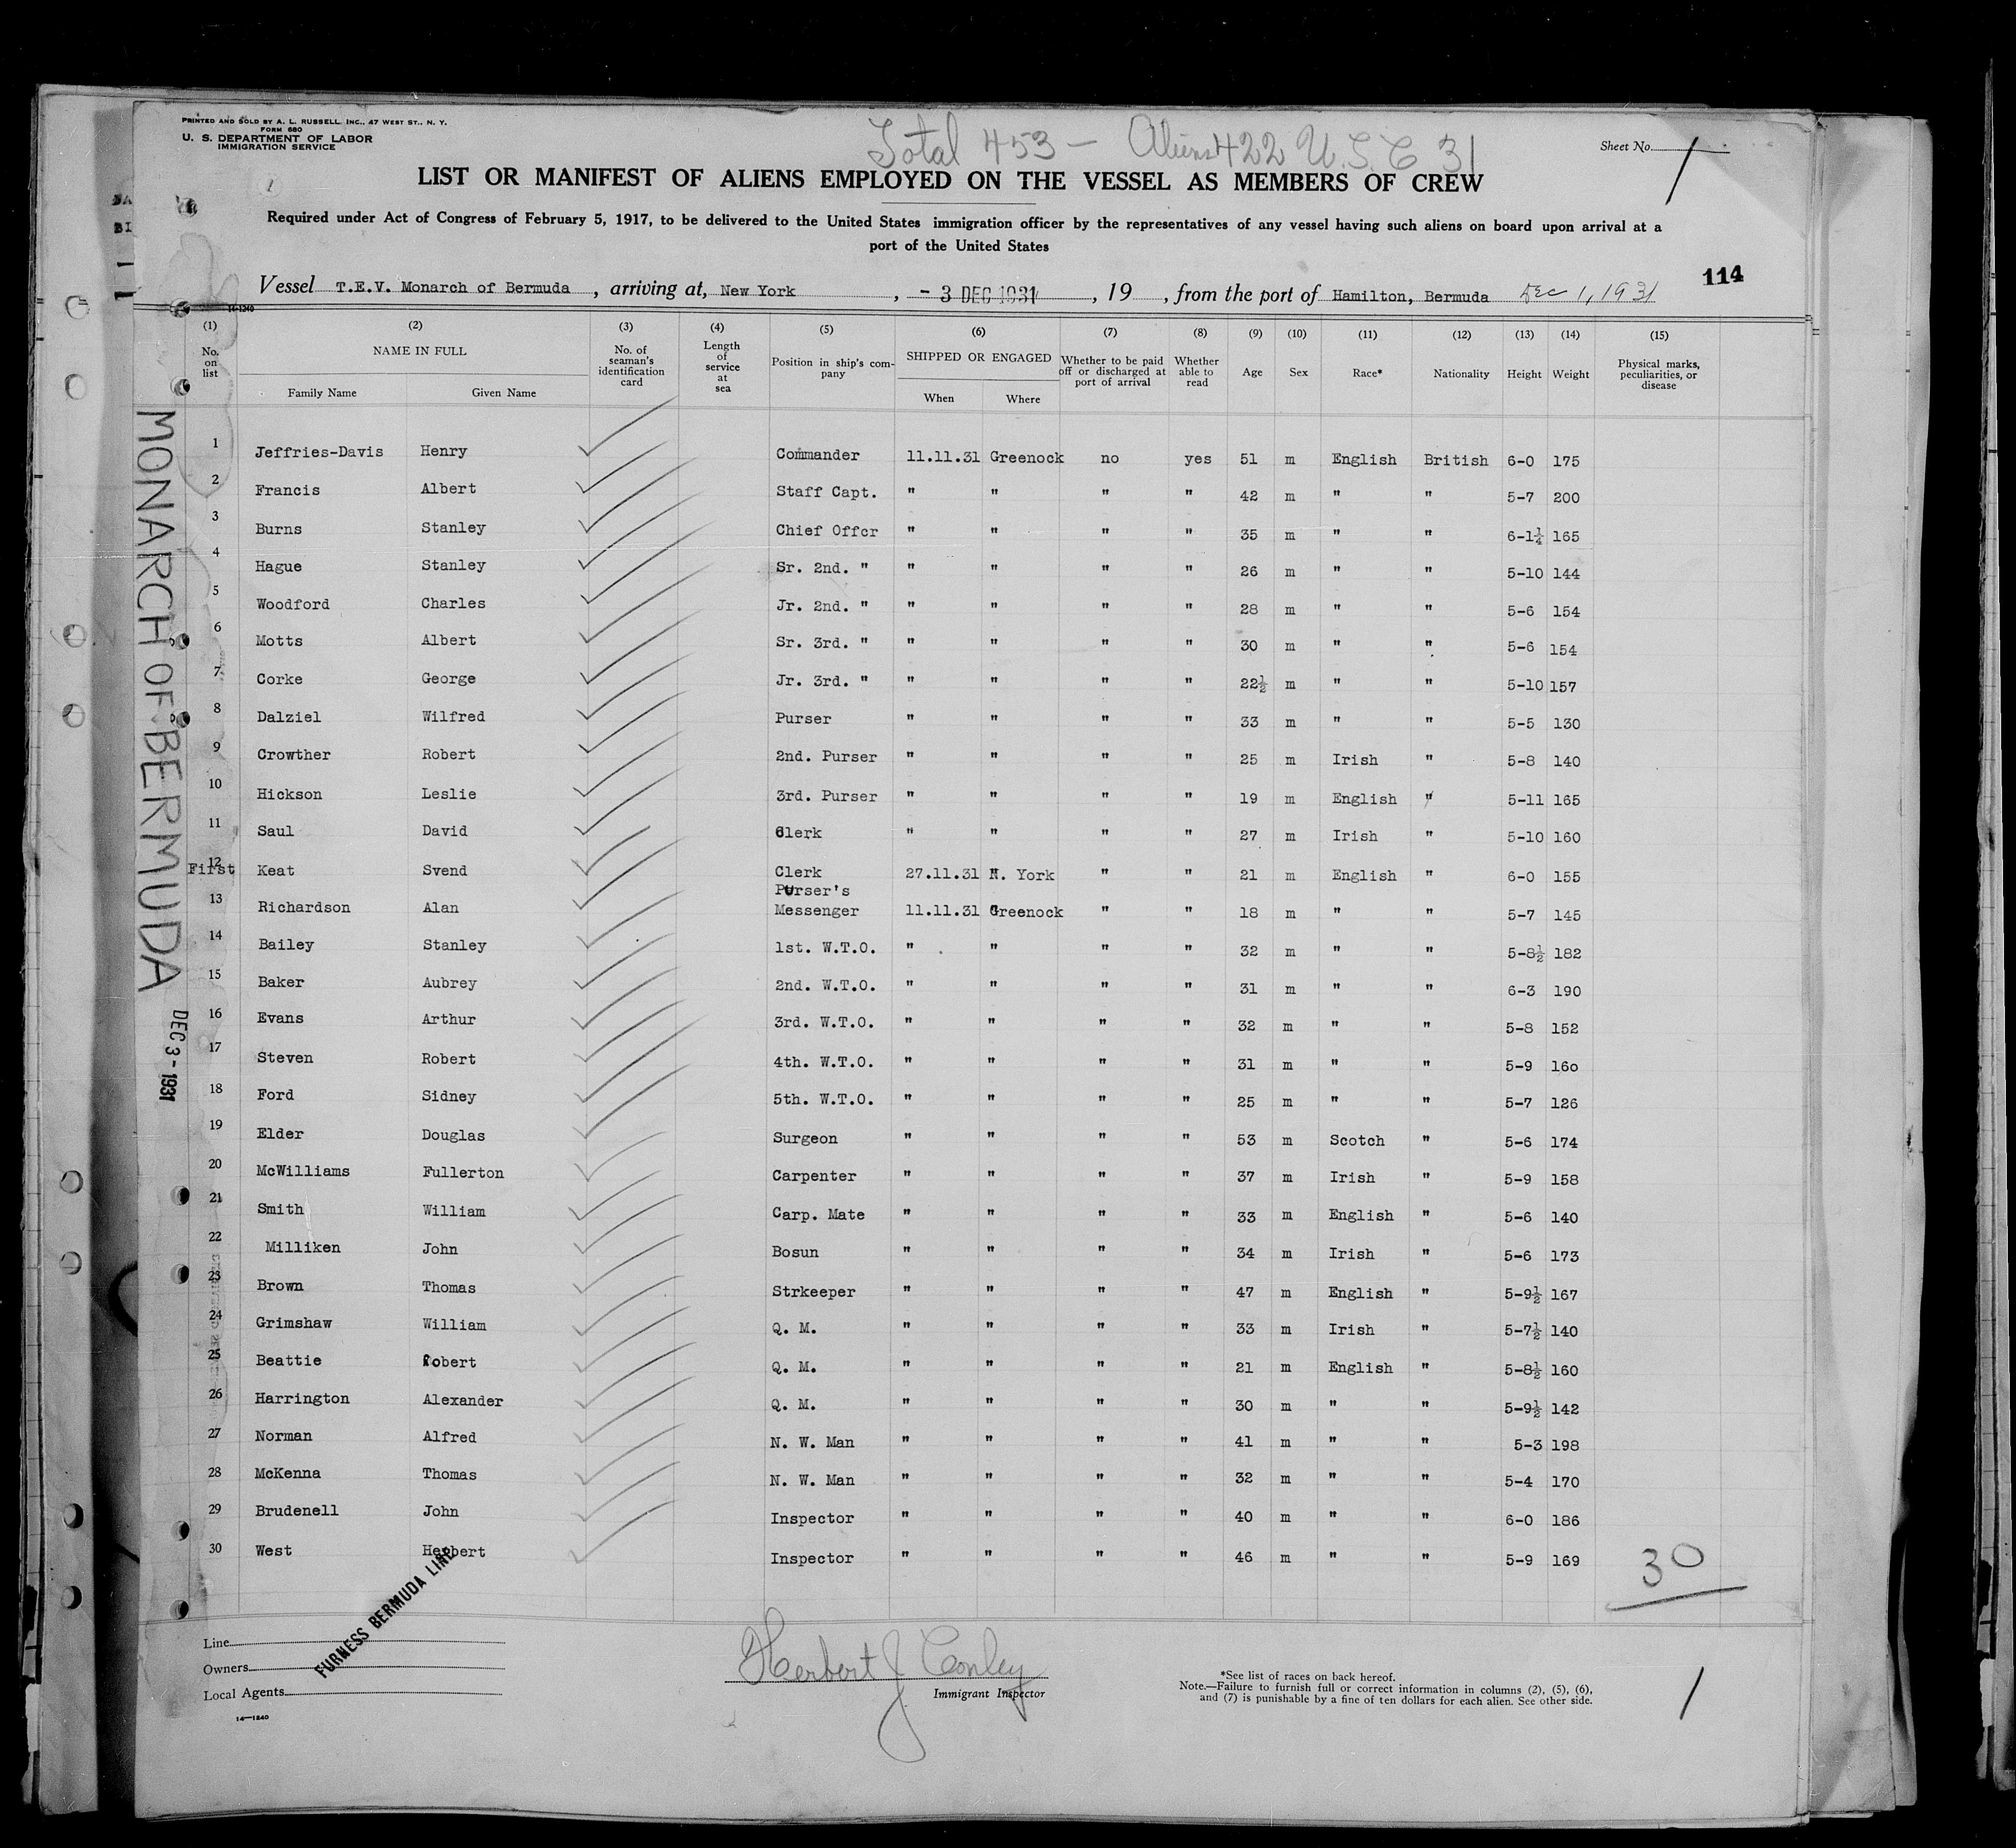 PRINTED AND SOLD BY A. L. RUSSELL, INC., 47 WEST ST., N. Y.
FORM 680
U. S. DEPARTMENT OF LABOR
IMMIGRATION SERVICE
Total 453 - Aliens 422 U.S.C 31
Sheet No. 1
LIST OR MANIFEST OF ALIENS EMPLOYED ON THE VESSEL AS MEMBERS OF CREW
Required under Act of Congress of February 5, 1917, to be delivered to the United States immigration officer by the representatives of any vessel having such aliens on board upon arrival at a
port of the United States
114
Vessel T.E.V. Monarch of Bermuda, arriving at, New York, - 3 DEC 1931, 19, from the port of Hamilton, Bermuda Dec 1, 1931
14-1240
(1) (2) (3) (4) (5) (6) (7) (8) (9) (10) (11) (12) (13) (14) (15)
No. on list NAME IN FULL Family Name Given Name No. of seaman's identification card Length of service at sea Position in ship's company SHIPPED OR ENGAGED When Where Whether to be paid off or discharged at port of arrival Whether able to read Age Sex Race* Nationality Height Weight Physical marks, peculiarities, or disease
1 Jeffries-Davis Henry Commander 11.11.31 Greenock no yes 51 m English British 6-0 175
2 Francis Albert Staff Capt. " " " " 42 m " " 5-7 200
3 Burns Stanley Chief Offcr " " " " 35 m " " 6-1¼ 165
4 Hague Stanley Sr. 2nd. " " " " " 26 m " " 5-10 144
5 Woodford Charles Jr. 2nd. " " " " " 28 m " " 5-6 154
6 Motts Albert Sr. 3rd. " " " " " 30 m " " 5-6 154
7 Corke George Jr. 3rd. " " " " " 22½ m " " 5-10 157
8 Dalziel Wilfred Purser " " " " 33 m " " 5-5 130
9 Crowther Robert 2nd. Purser " " " " 25 m Irish " 5-8 140
10 Hickson Leslie 3rd. Purser " " " " 19 m English " 5-11 165
11 Saul David Clerk " " " " 27 m Irish " 5-10 160
First 12 Keat Svend Clerk 27.11.31 N. York " " 21 m English " 6-0 155
13 Richardson Alan Purser's Messenger 11.11.31 Greenock " " 18 m " " 5-7 145
14 Bailey Stanley 1st. W.T.O. " " " " 32 m " " 5-8½ 182
15 Baker Aubrey 2nd. W.T.O. " " " " 31 m " " 6-3 190
16 Evans Arthur 3rd. W.T.O. " " " " 32 m " " 5-8 152
17 Steven Robert 4th. W.T.O. " " " " 31 m " " 5-9 160
18 Ford Sidney 5th. W.T.O. " " " " 25 m " " 5-7 126
19 Elder Douglas Surgeon " " " " 53 m Scotch " 5-6 174
20 McWilliams Fullerton Carpenter " " " " 37 m Irish " 5-9 158
21 Smith William Carp. Mate " " " " 33 m English " 5-6 140
22 Milliken John Bosun " " " " 34 m Irish " 5-6 173
23 Brown Thomas Strkeeper " " " " 47 m English " 5-9½ 167
24 Grimshaw William Q. M. " " " " 33 m Irish " 5-7½ 140
25 Beattie Robert Q. M. " " " " 21 m English " 5-8½ 160
26 Harrington Alexander Q. M. " " " " 30 m " " 5-9½ 142
27 Norman Alfred N. W. Man " " " " 41 m " " 5-3 198
28 McKenna Thomas N. W. Man " " " " 32 m " " 5-4 170
29 Brudenell John Inspector " " " " 40 m " " 6-0 186
30 West Herbert Inspector " " " " 46 m " " 5-9 169
30
MONARCH OF BERMUDA
DEC 3 - 1931
Line
Owners
Local Agents
FURNESS BERMUDA LINE
14-1240
Herbert J Conley
Immigrant Inspector
*See list of races on back hereof.
Note.—Failure to furnish full or correct information in columns (2), (5), (6),
and (7) is punishable by a fine of ten dollars for each alien. See other side.
1